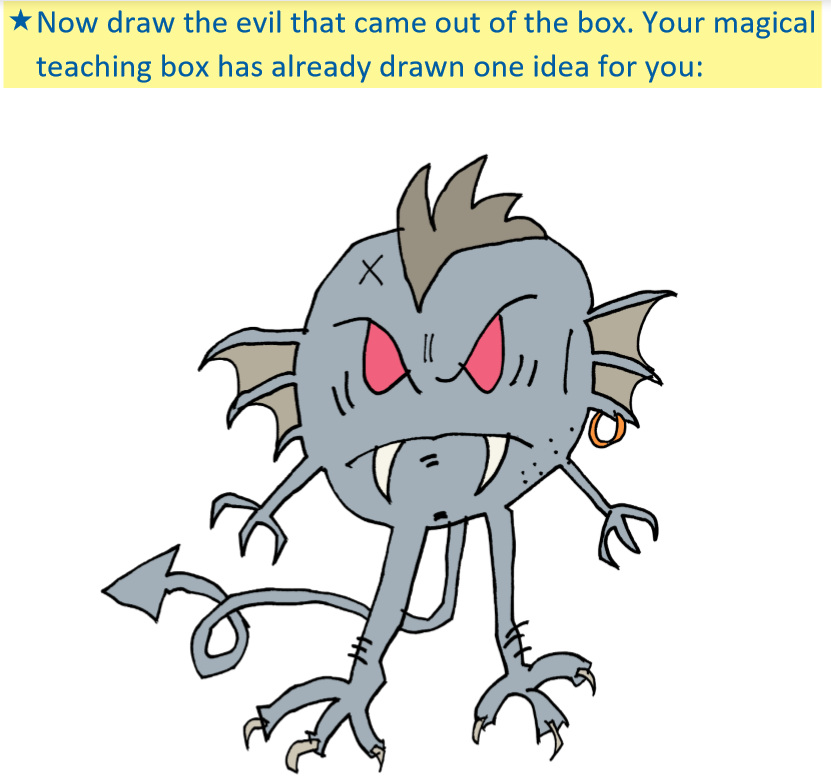 ★Now draw the evil that came out of the box. Your magical
teaching box has already drawn one idea for you: